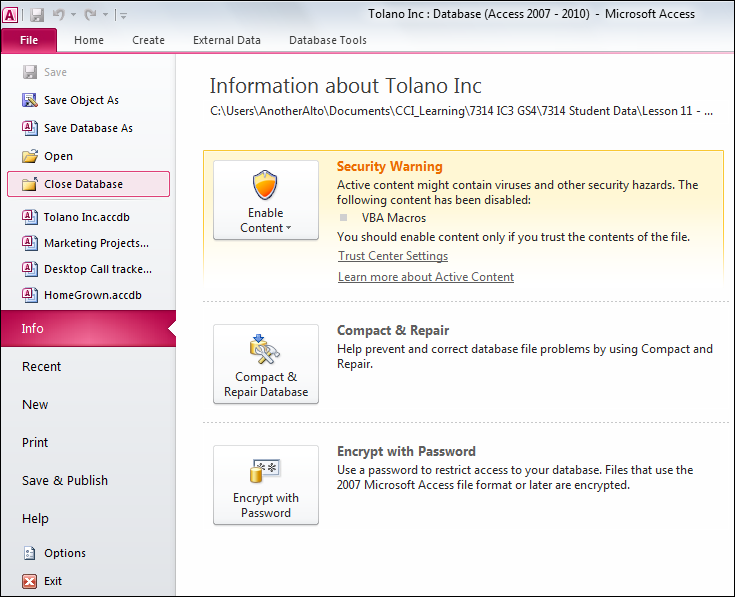 Tolano Inc : Database (Access 2007 - 2010) - Microsoft Access
File Home Create External Data Database Tools
Save
Save Object As
Save Database As
Open
Close Database
Tolano Inc.accdb
Marketing Projects...
Desktop Call tracke...
HomeGrown.accdb
Info
Recent
New
Print
Save & Publish
Help
Options
Exit
Information about Tolano Inc
C:\Users\AnotherAlto\Documents\CCI_Learning\7314 IC3 GS4\7314 Student Data\Lesson 11 - ...
Enable
Content
Security Warning
Active content might contain viruses and other security hazards. The
following content has been disabled:
VBA Macros
You should enable content only if you trust the contents of the file.
Trust Center Settings
Learn more about Active Content
Compact &
Repair Database
Compact & Repair
Help prevent and correct database file problems by using Compact and
Repair.
Encrypt with
Password
Encrypt with Password
Use a password to restrict access to your database. Files that use the
2007 Microsoft Access file format or later are encrypted.